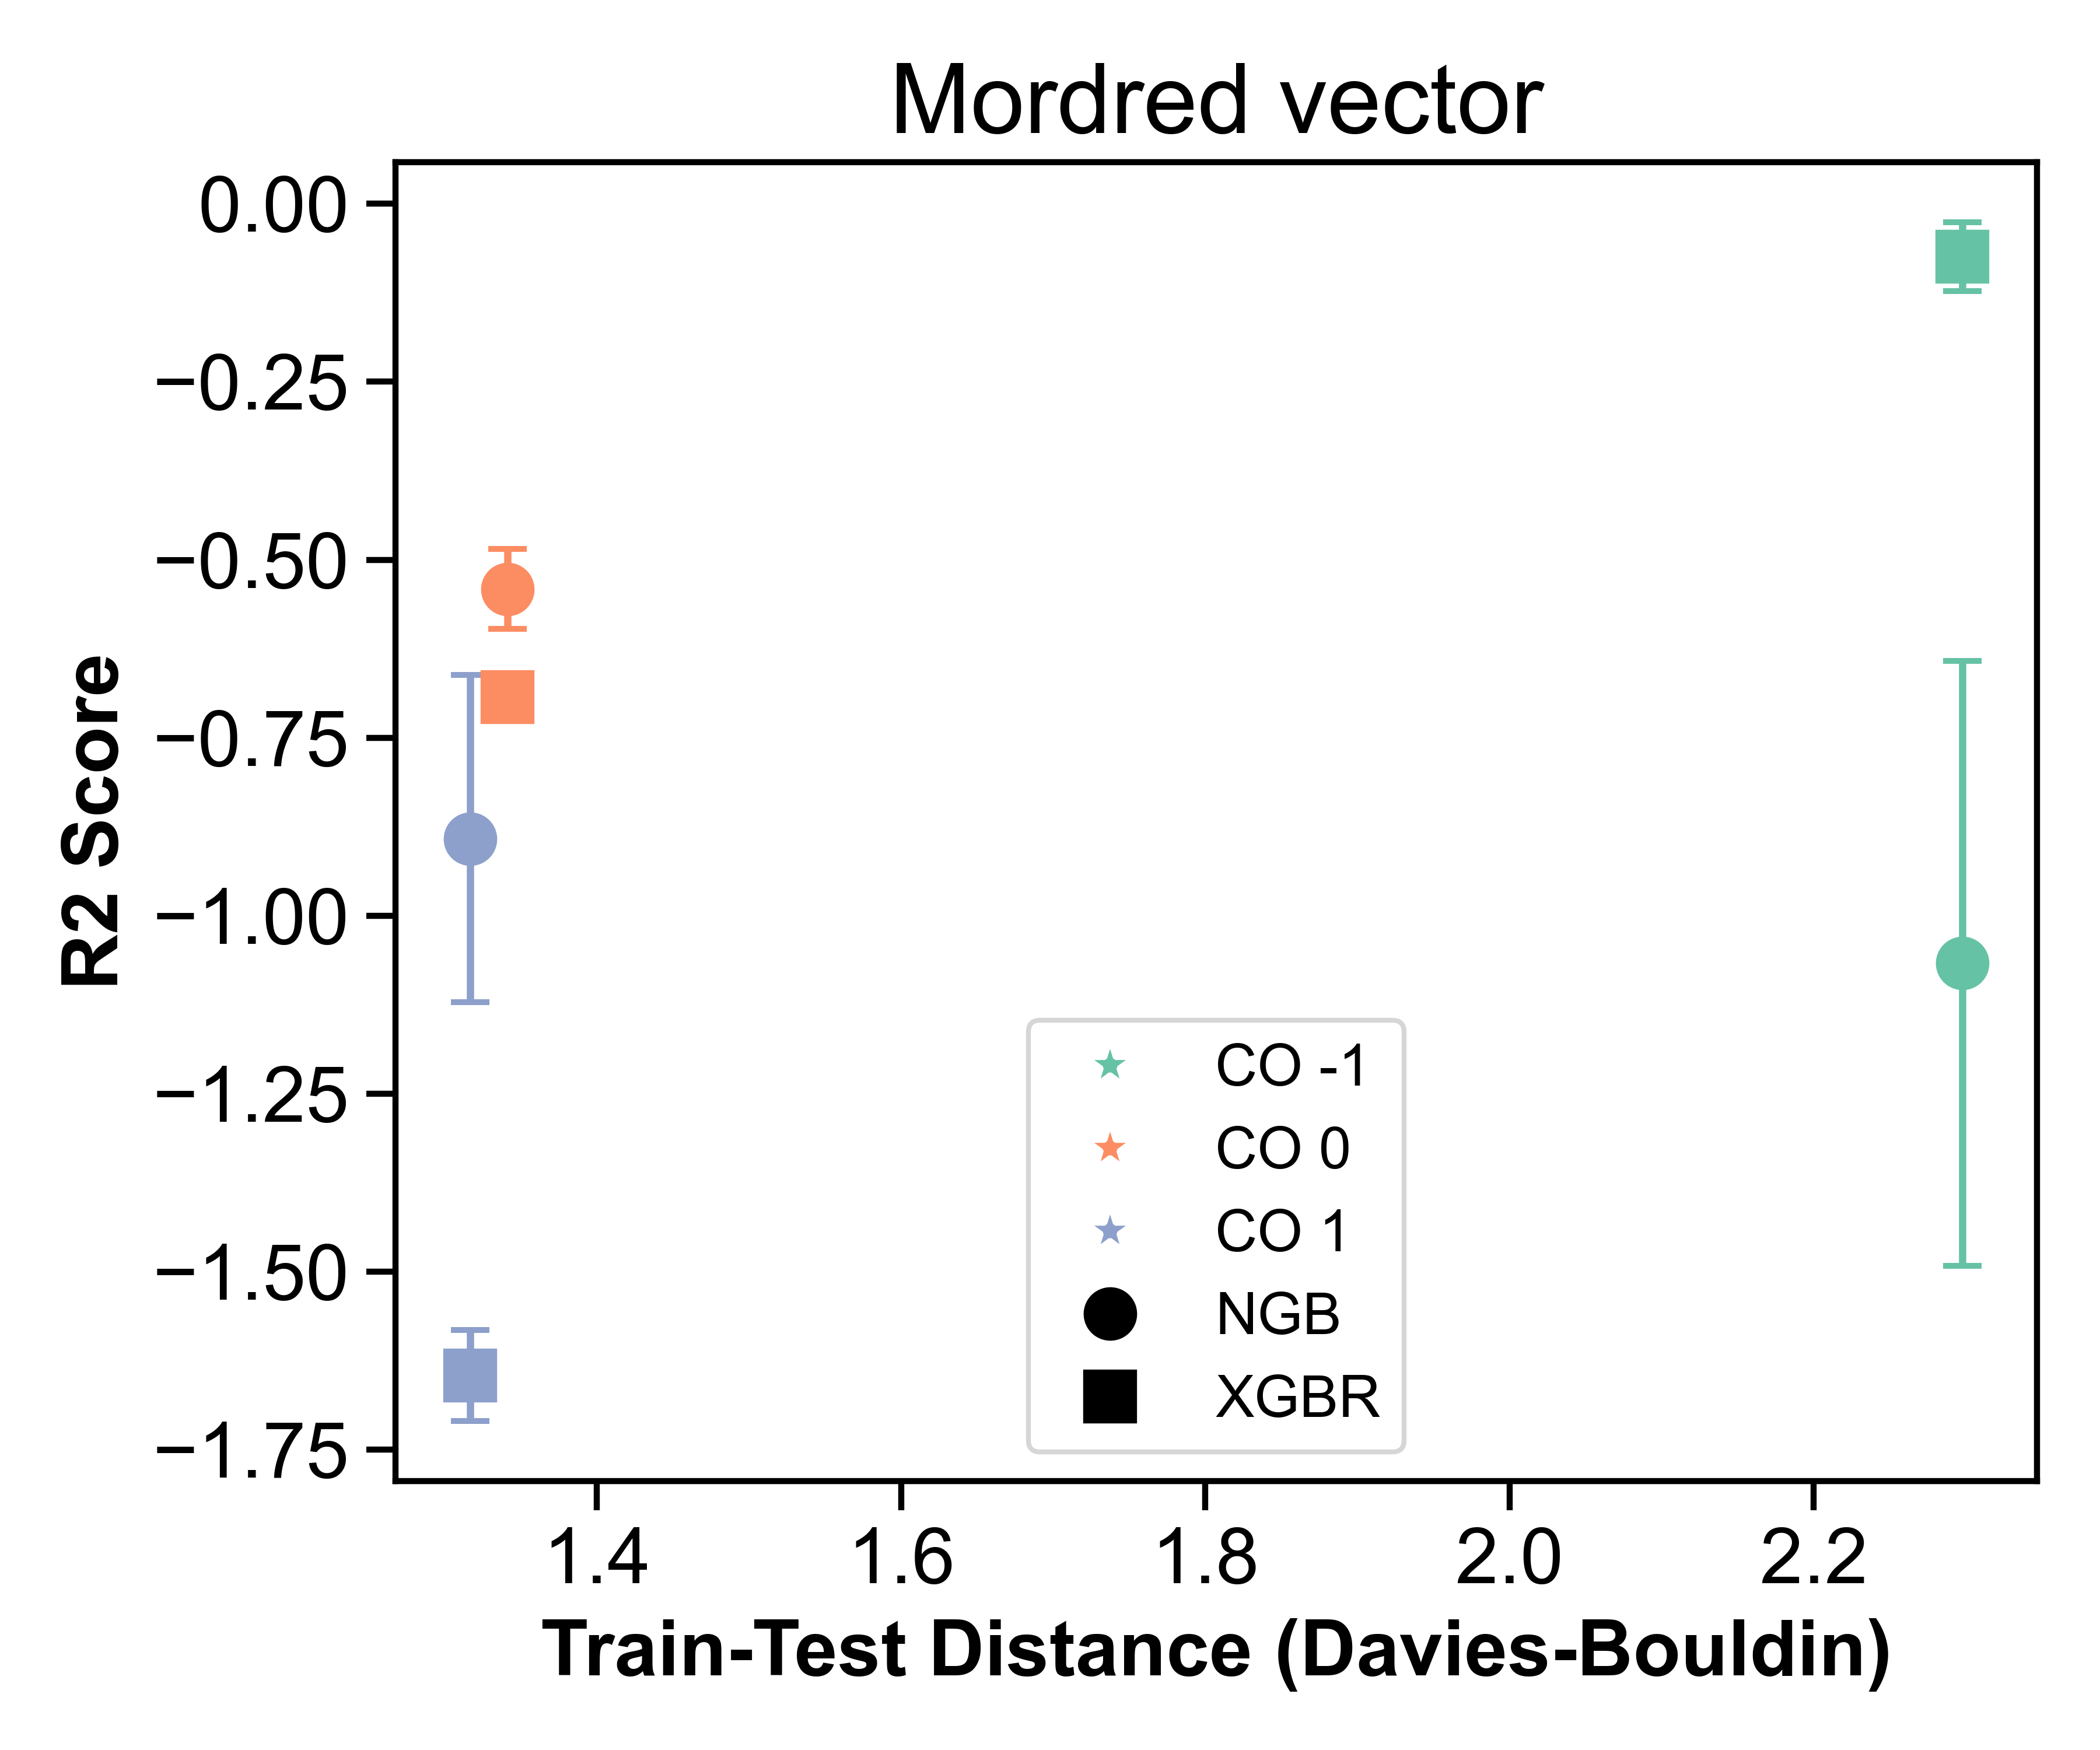 Mordred vector
R2 Score
0.00
−0.25
−0.50
−0.75
−1.00
−1.25
−1.50
−1.75
CO -1
CO 0
CO 1
NGB
XGBR
1.4 1.6 1.8 2.0 2.2
Train-Test Distance (Davies-Bouldin)